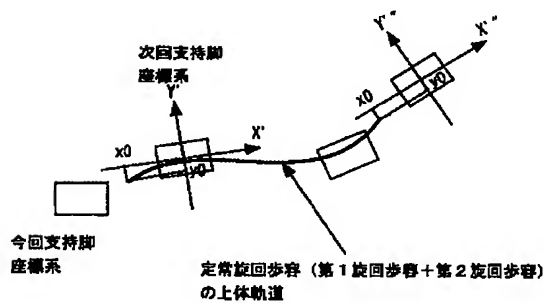 次回支持脚
座標系
Y'
X'
x0
y0
今回支持脚
座標系
Y'"
X'"
x0
y0
定常旋回歩容（第１旋回歩容＋第２旋回歩容）
の上体軌道